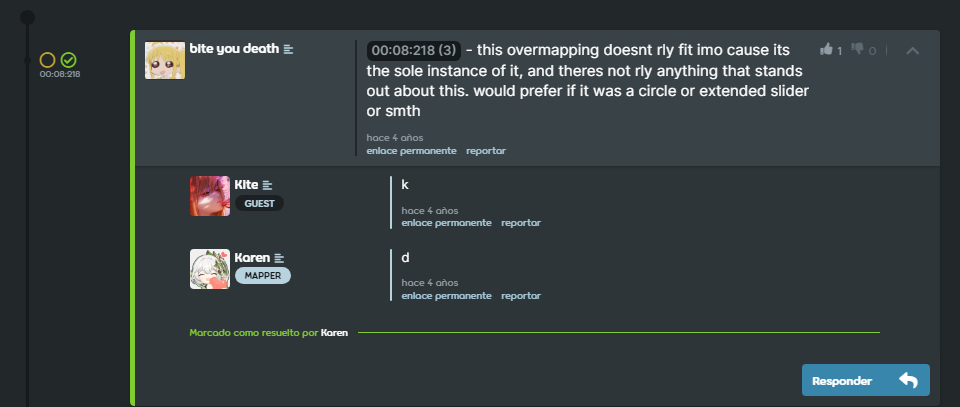 00:08:218
bite you death
00:08:218 (3) - this overmapping doesnt rly fit imo cause its
the sole instance of it, and theres not rly anything that stands
out about this. would prefer if it was a circle or extended slider
or smth
1
0
hace 4 años
enlace permanente reportar
Kite
GUEST
k
hace 4 años
enlace permanente reportar
Karen
MAPPER
d
hace 4 años
enlace permanente reportar
Marcado como resuelto por Karen
Responder